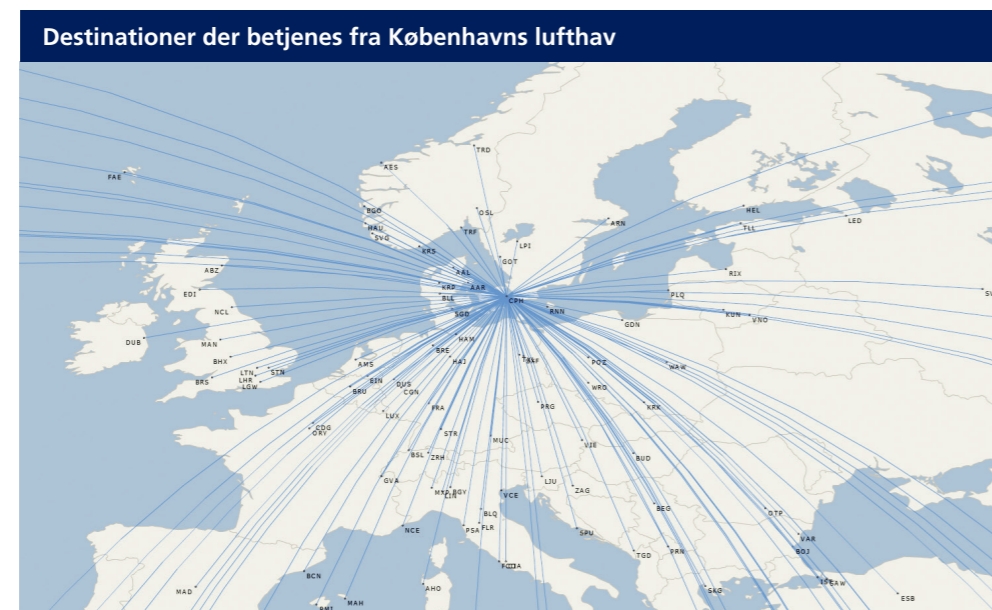 Destinationer der betjenes fra Københavns lufthav
TRD
AES
FAE
BGO
OSL
HAU
SVG
TRF
ARN
HEL
LED
TLL
KRS
LPI
GOT
ABZ
AAL
RIX
EDI
KRP
AAR
BLL
CPH
PLQ
NCL
SGD
RNN
KUN
VNO
GDN
DUB
MAN
HAM
BRE
BHX
AMS
HAJ
POZ
WAW
LTN
STN
LHR
LGW
BRS
EIN
DUS
BRU
CGN
WRO
LUX
FRA
PRG
KRK
CDG
ORY
STR
MUC
VIE
BSL
ZRH
BUD
GVA
LJU
ZAG
BGY
LIN
VCE
BEG
OTP
BLQ
NCE
PSA
FLR
SPU
VAR
BOJ
TGD
PRN
BCN
MAD
AHO
SKG
SAW
ESB
MAH